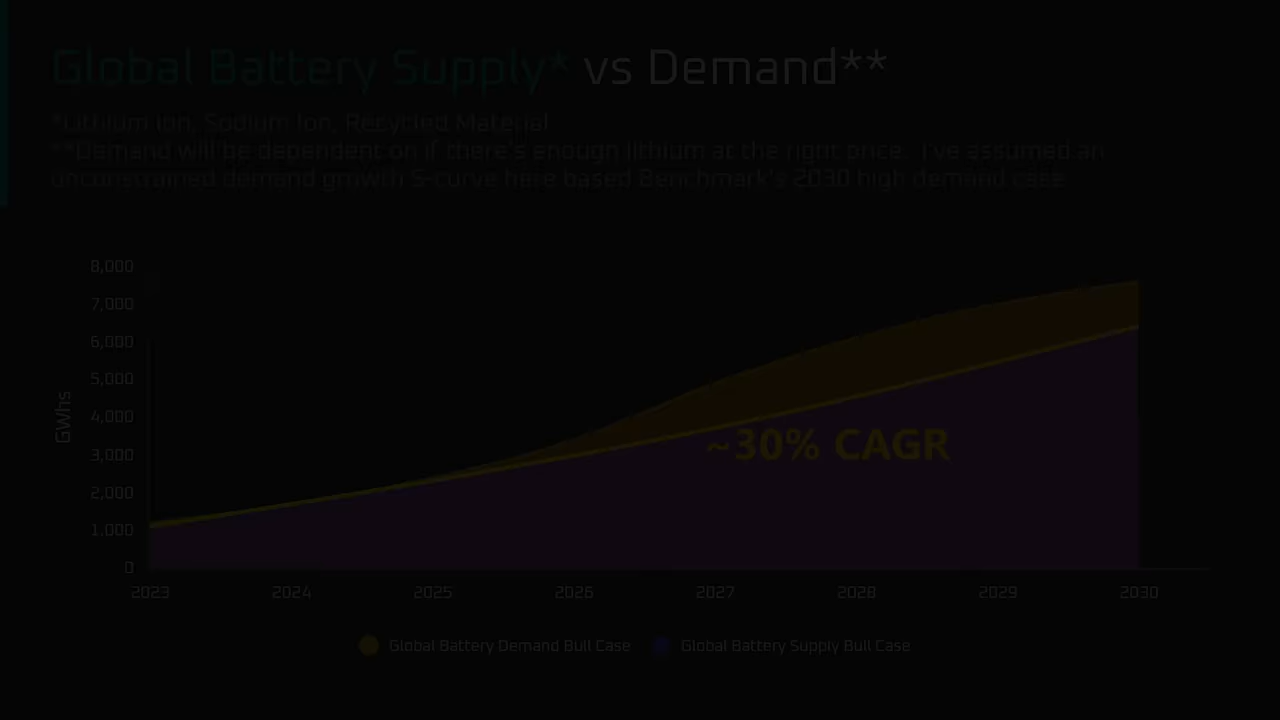 Global Battery Supply* vs Demand**
*Lithium Ion, Sodium Ion, Recycled Material
**Demand will be dependent on if there's enough lithium at the right price. I've assumed an
unconstrained demand growth S-curve here based Benchmark's 2030 high demand case
8,000
7,000
6,000
5,000
4,000
3,000
2,000
1,000
0
GWhs
~30% CAGR
2023 2024 2025 2026 2027 2028 2029 2030
Global Battery Demand Bull Case Global Battery Supply Bull Case